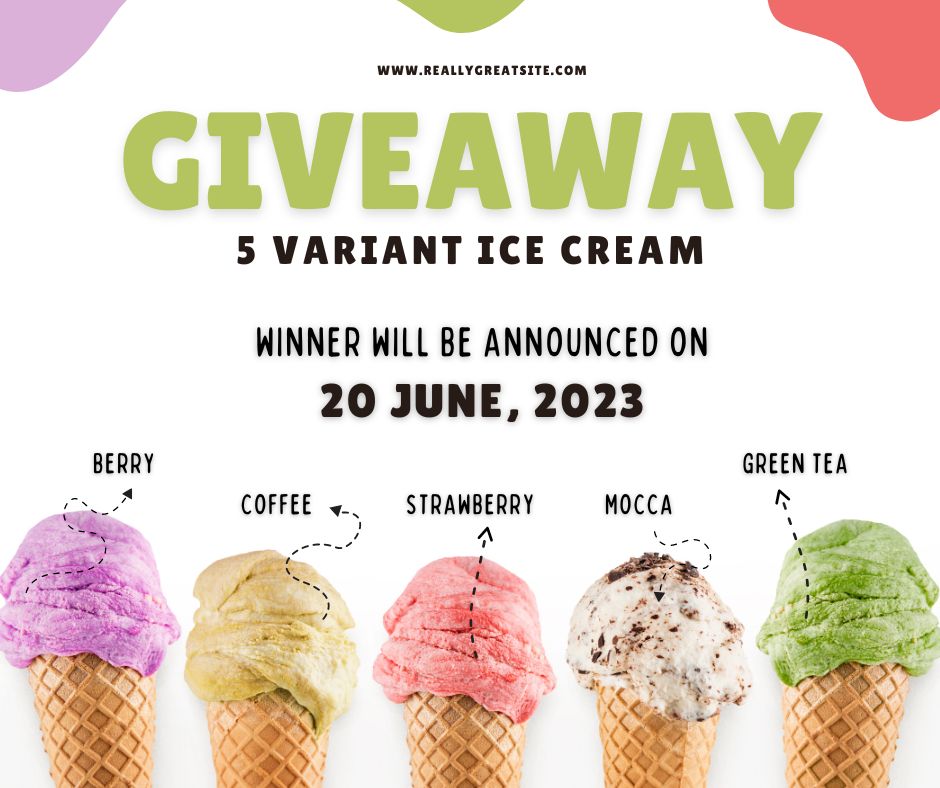 WWW.REALLYGREATSITE.COM
GIVEAWAY
5 VARIANT ICE CREAM
WINNER WILL BE ANNOUNCED ON
20 JUNE, 2023
BERRY
COFFEE
STRAWBERRY
MOCCA
GREEN TEA